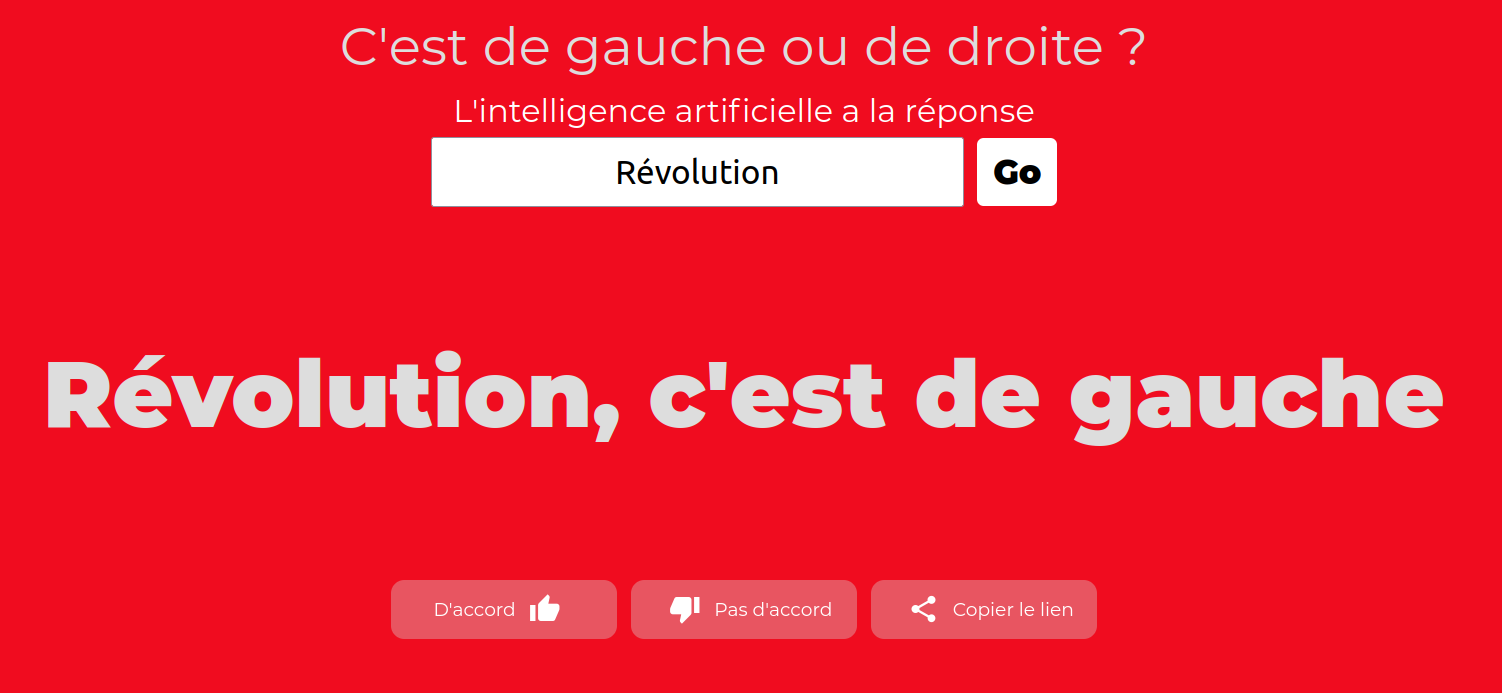 C'est de gauche ou de droite ?
L'intelligence artificielle a la réponse
Révolution
Go
Révolution, c'est de gauche
D'accord
Pas d'accord
Copier le lien